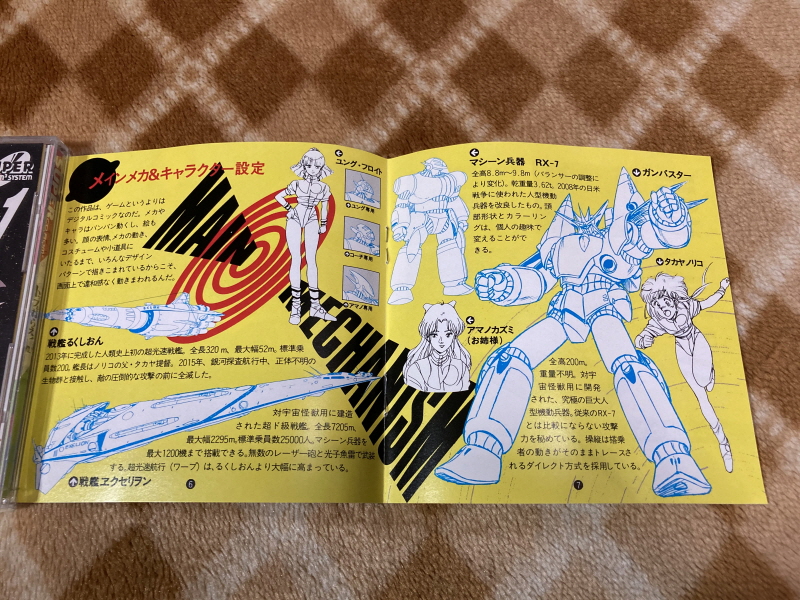 UPER
SYSTEM
1
メインメカ&キャラクター設定
この作品は、ゲームというよりは
デジタルコミックなのだ。メカや
キャラはバンバン動くし、絵も
多い。顔の表情、メカの動き、
コスチュームや小道具に
いたるまで、いろんなデザイン
パターンで描きこまれているからこそ、
画面上で違和感なく動きまわれるんだ。
MAIN MECHANISM
ユング・フロイト
ユング専用
コーチ専用
アマノ専用
戦艦るくしおん
2013年に完成した人類史上初の超光速戦艦。全長320m、最大幅52m。標準乗
員数200。艦長はノリコの父・タカヤ提督。2015年、銀河探査航行中、正体不明の
生物群と接触し、敵の圧倒的な攻撃の前に全滅した。
対宇宙怪獣用に建造
された超ド級戦艦。全長7205m、
最大幅2295m。標準乗員数25000人。マシーン兵器を
最大1200機まで搭載できる。無数のレーザー砲と光子魚雷で武装
する。超光速航行(ワープ)は、るくしおんより大幅に高まっている。
戦艦ヱクセリヲン
6
マシーン兵器 RX-7
全高8.8m〜9.8m(バランサーの調整に
より変化)。乾重量3.62t。2008年の日米
戦争に使われた人型機動
兵器を改良したもの。頭
部形状とカラーリン
グは、個人の趣味で
変えることがで
きる。
ガンバスター
タカヤノリコ
アマノカズミ
(お姉様)
全高200m。
重量不明。対宇
宙怪獣用に開発
された、究極の巨大人
型機動兵器。従来のRX-7
とは比較にならない攻撃
力を秘めている。操縦は搭乗
者の動きがそのままトレースさ
れるダイレクト方式を採用している。
7